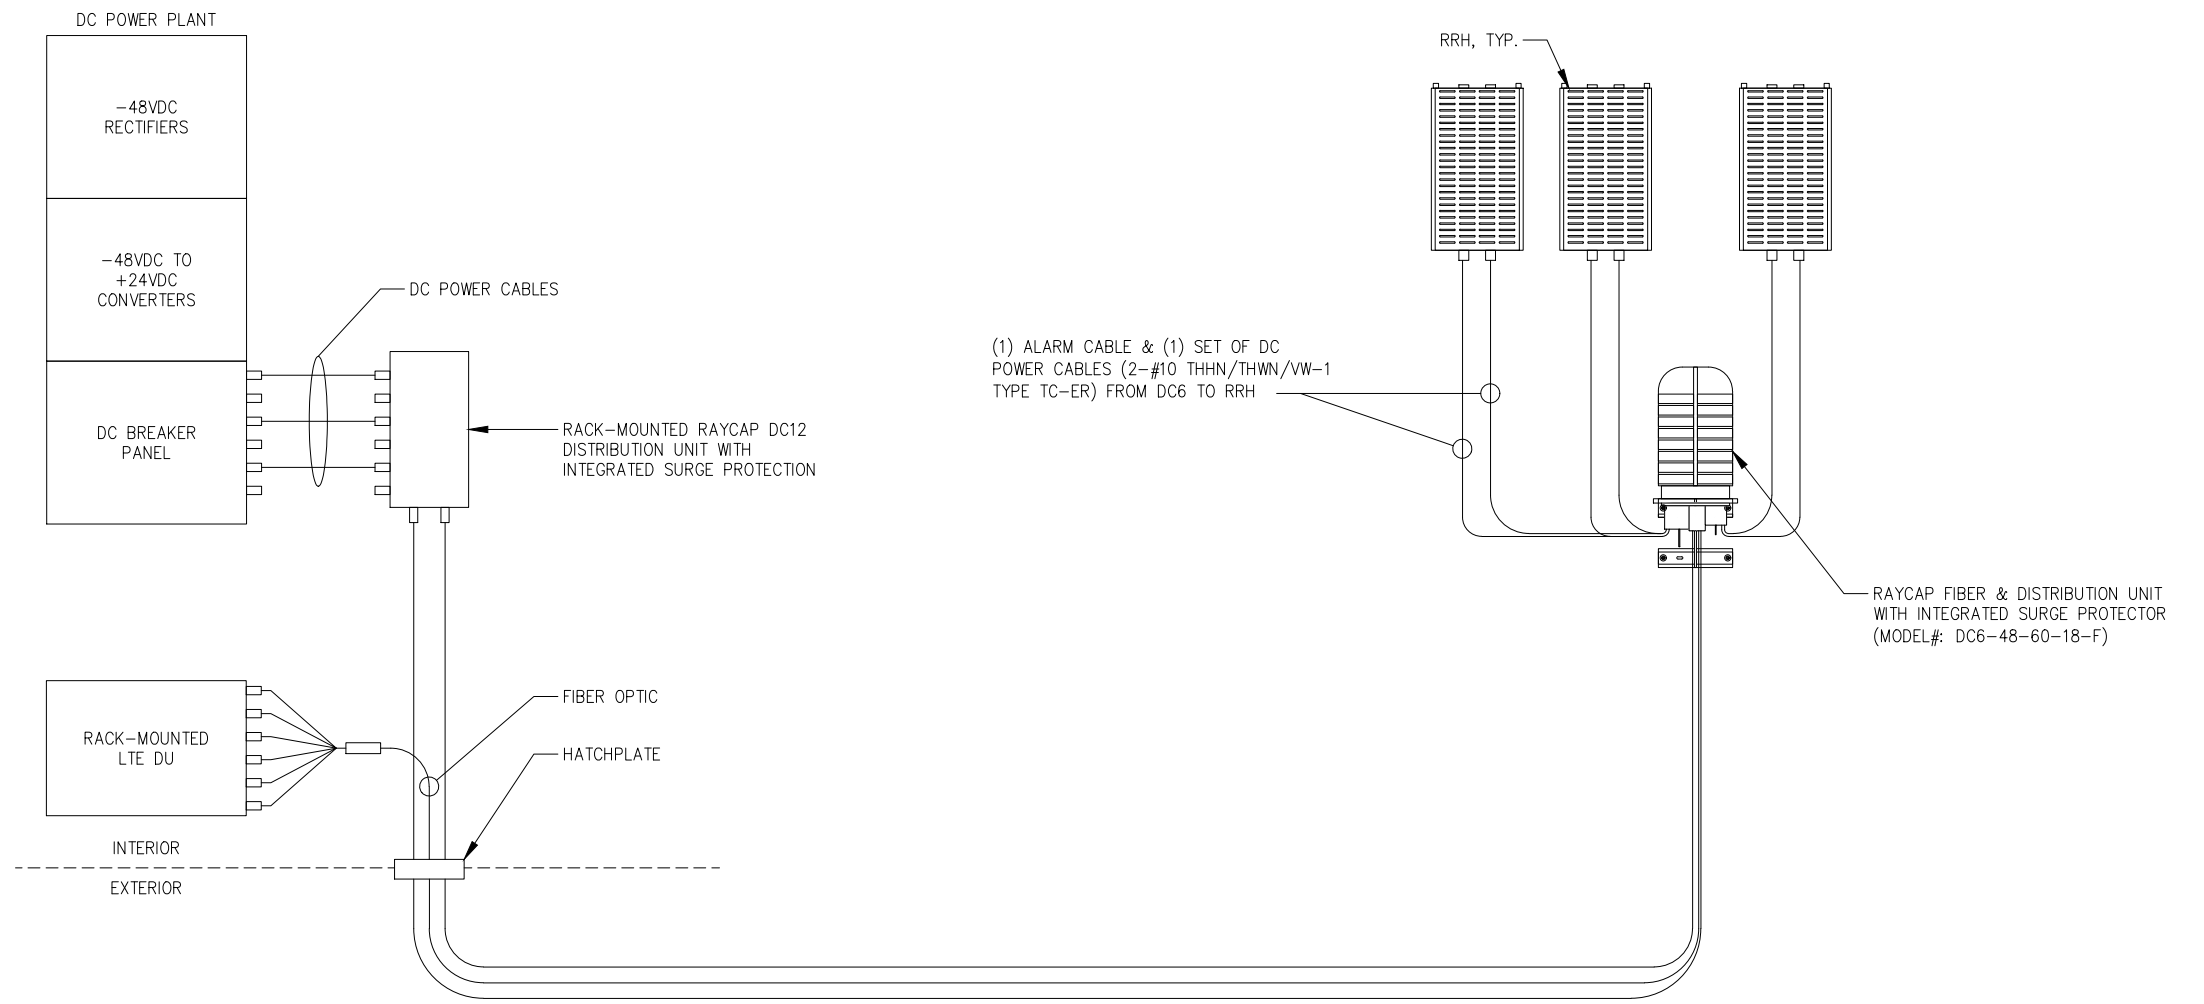 DC POWER PLANT
-48VDC
RECTIFIERS
-48VDC TO
+24VDC
CONVERTERS
DC BREAKER
PANEL
DC POWER CABLES
RACK-MOUNTED RAYCAP DC12
DISTRIBUTION UNIT WITH
INTEGRATED SURGE PROTECTION
RACK-MOUNTED
LTE DU
FIBER OPTIC
HATCHPLATE
INTERIOR
EXTERIOR
RRH, TYP.
(1) ALARM CABLE & (1) SET OF DC
POWER CABLES (2-#10 THHN/THWN/VW-1
TYPE TC-ER) FROM DC6 TO RRH
RAYCAP FIBER & DISTRIBUTION UNIT
WITH INTEGRATED SURGE PROTECTOR
(MODEL#: DC6-48-60-18-F)